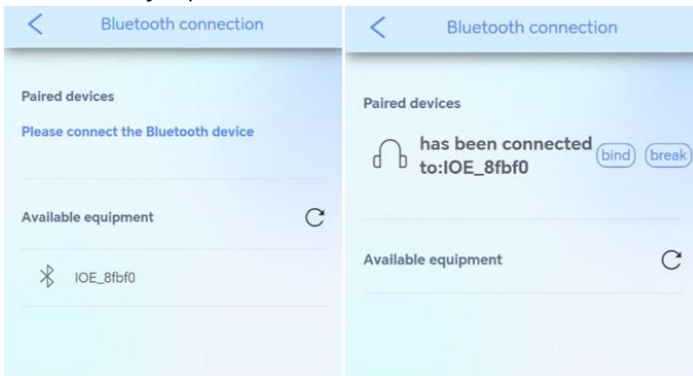 Bluetooth connection
Paired devices
Please connect the Bluetooth device
Available equipment
IOE_8fbf0
Bluetooth connection
Paired devices
has been connected
to:IOE_8fbf0
bind
break
Available equipment